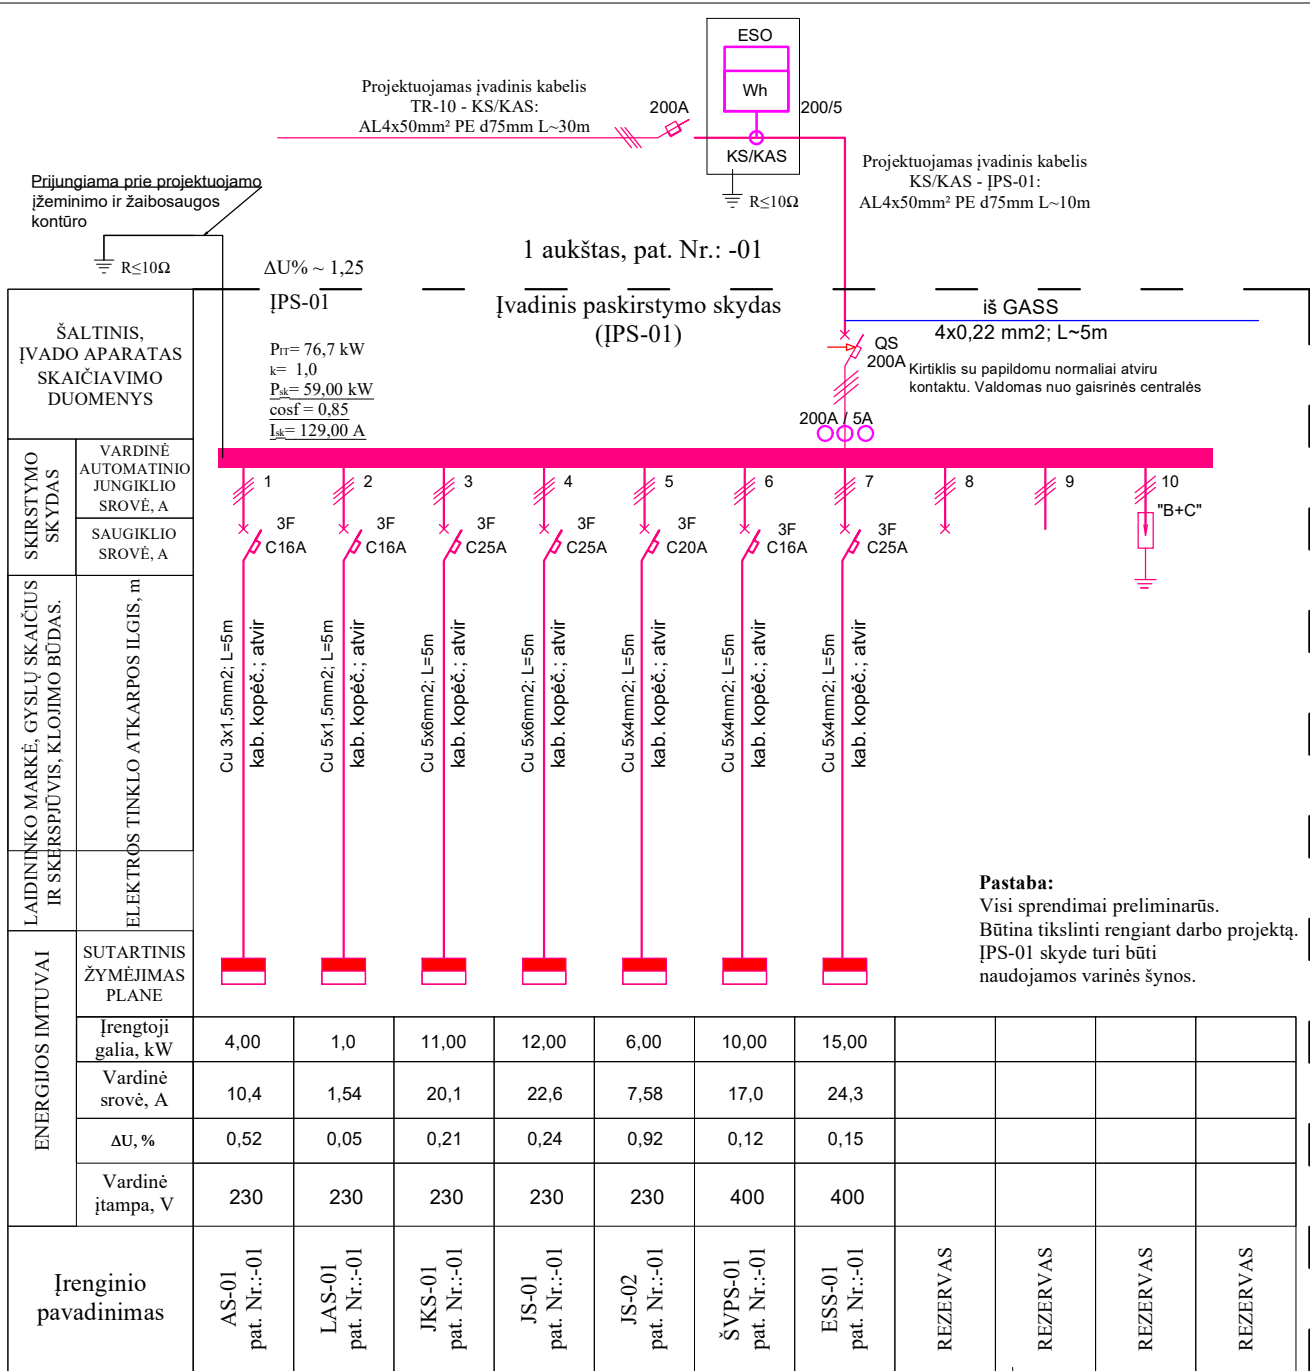 ESO
Wh
200/5
KS/KAS
R≤10Ω
Projektuojamas įvadinis kabelis
TR-10 - KS/KAS:
AL4x50mm² PE d75mm L~30m
200A
Projektuojamas įvadinis kabelis
KS/KAS - ĮPS-01:
AL4x50mm² PE d75mm L~10m
Prijungiama prie projektuojamo
įžeminimo ir žaibosaugos
kontūro
R≤10Ω
1 aukštas, pat. Nr.: -01
ΔU% ~ 1,25
ĮPS-01
Įvadinis paskirstymo skydas
(ĮPS-01)
iš GASS
4x0,22 mm2; L~5m
PIT= 76,7 kW
k= 1,0
Psk= 59,00 kW
cosf = 0,85
Isk= 129,00 A
QS
200A
Kirtiklis su papildomu normaliai atviru
kontaktu. Valdomas nuo gaisrinės centralės
200A / 5A
ŠALTINIS,
ĮVADO APARATAS
SKAIČIAVIMO
DUOMENYS
SKIRSTYMO
SKYDAS
VARDINĖ
AUTOMATINIO
JUNGIKLIO
SROVĖ, A
SAUGIKLIO
SROVĖ, A
1 2 3 4 5 6 7 8 9 10
"B+C"
3F
C16A
3F
C16A
3F
C25A
3F
C25A
3F
C20A
3F
C16A
3F
C25A
LAIDININKO MARKĖ, GYSLŲ SKAIČIUS
IR SKERSPJŪVIS, KLOJIMO BŪDAS.
ELEKTROS TINKLO ATKARPOS ILGIS, m
Cu 3x1,5mm2; L=5m
kab. kopėč.; atvir
Cu 5x1,5mm2; L=5m
kab. kopėč.; atvir
Cu 5x6mm2; L=5m
kab. kopėč.; atvir
Cu 5x6mm2; L=5m
kab. kopėč.; atvir
Cu 5x4mm2; L=5m
kab. kopėč.; atvir
Cu 5x4mm2; L=5m
kab. kopėč.; atvir
Cu 5x4mm2; L=5m
kab. kopėč.; atvir
Pastaba:
Visi sprendimai preliminarūs.
Būtina tikslinti rengiant darbo projektą.
ĮPS-01 skyde turi būti
naudojamos varinės šynos.
ENERGIJOS IMTUVAI
SUTARTINIS
ŽYMĖJIMAS
PLANE
Įrengtoji
galia, kW
4,00 1,0 11,00 12,00 6,00 10,00 15,00
Vardinė
srovė, A
10,4 1,54 20,1 22,6 7,58 17,0 24,3
ΔU, %
0,52 0,05 0,21 0,24 0,92 0,12 0,15
Vardinė
įtampa, V
230 230 230 230 230 400 400
Įrenginio
pavadinimas
AS-01
pat. Nr.:-01
LAS-01
pat. Nr.:-01
JKS-01
pat. Nr.:-01
JS-01
pat. Nr.:-01
JS-02
pat. Nr.:-01
ŠVPS-01
pat. Nr.:-01
ESS-01
pat. Nr.:-01
REZERVAS
REZERVAS
REZERVAS
REZERVAS